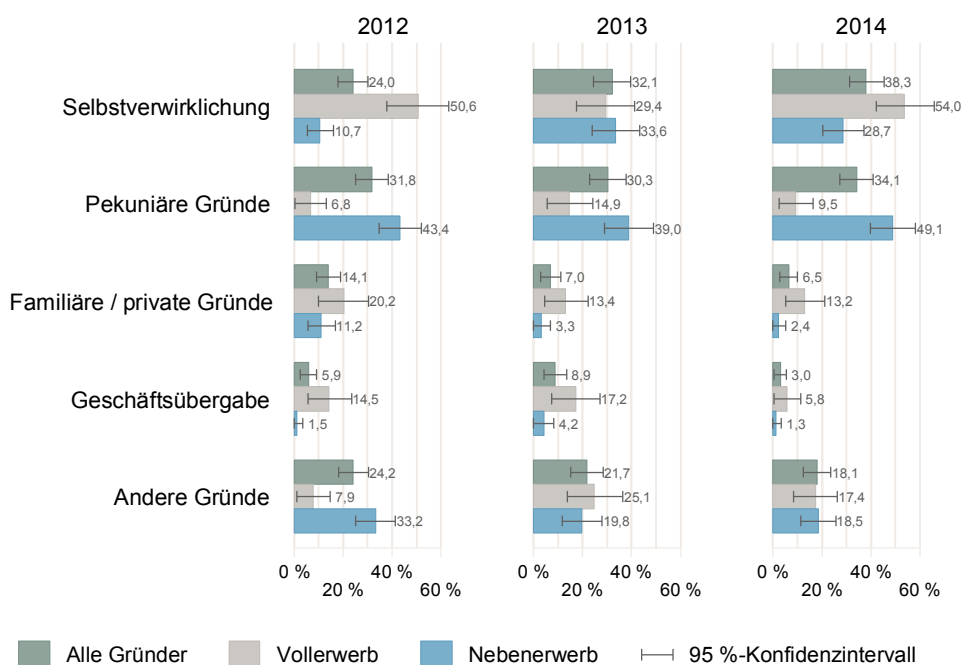 2012 2013 2014
Selbstverwirklichung
24,0 32,1 38,3
50,6 29,4 54,0
10,7 33,6 28,7
Pekuniäre Gründe
31,8 30,3 34,1
6,8 14,9 9,5
43,4 39,0 49,1
Familiäre / private Gründe
14,1 7,0 6,5
20,2 13,4 13,2
11,2 3,3 2,4
Geschäftsübergabe
5,9 8,9 3,0
14,5 17,2 5,8
1,5 4,2 1,3
Andere Gründe
24,2 21,7 18,1
7,9 25,1 17,4
33,2 19,8 18,5
0 % 40 % 0 % 40 % 0 % 40 %
20 % 60 % 20 % 60 % 20 % 60 %
Alle Gründer Vollerwerb Nebenerwerb 95 %-Konfidenzintervall